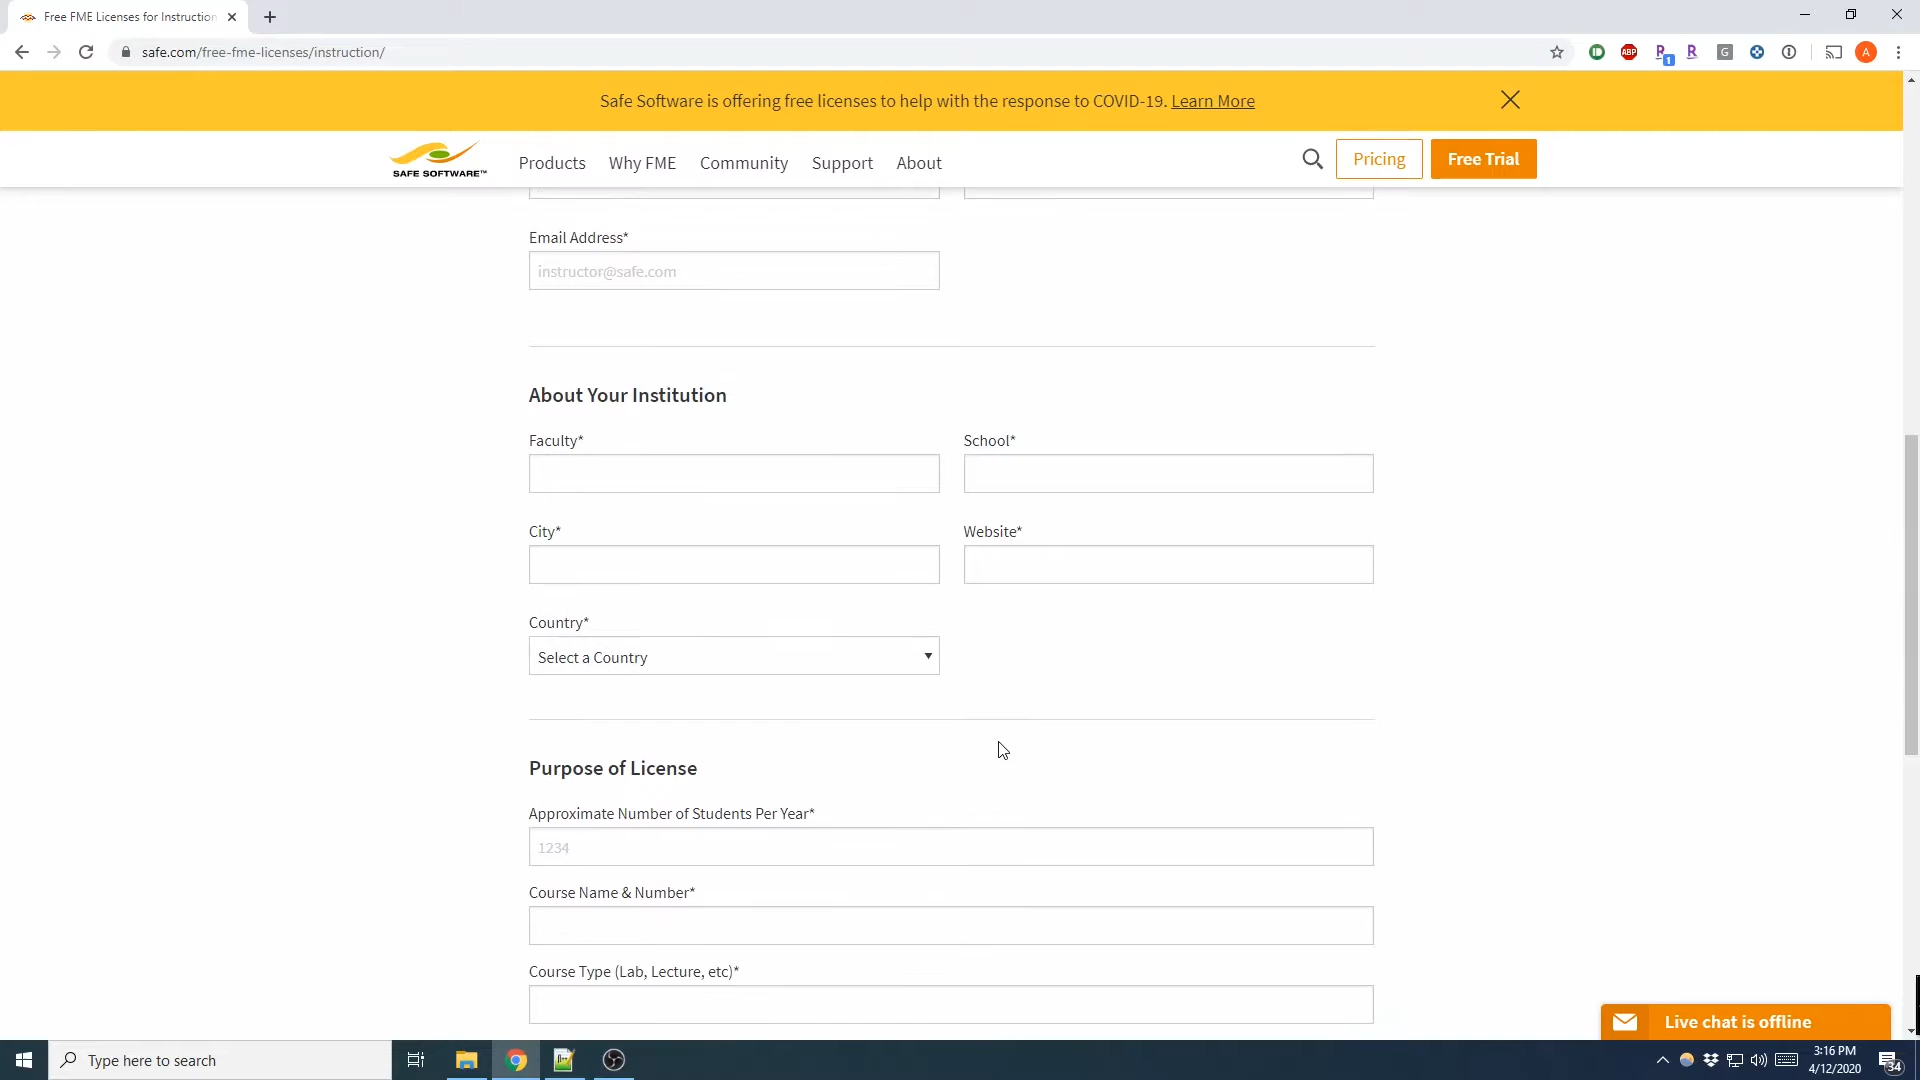 Free FME Licenses for Instruction
safe.com/free-fme-licenses/instruction/
ABP
R
1
R
G
A
Safe Software is offering free licenses to help with the response to COVID-19. Learn More
SAFE SOFTWARE™
Products
Why FME
Community
Support
About
Pricing
Free Trial
Email Address*
instructor@safe.com
About Your Institution
Faculty*
School*
City*
Website*
Country*
Select a Country
Purpose of License
Approximate Number of Students Per Year*
1234
Course Name & Number*
Course Type (Lab, Lecture, etc)*
Live chat is offline
Type here to search
3:16 PM
4/12/2020
34